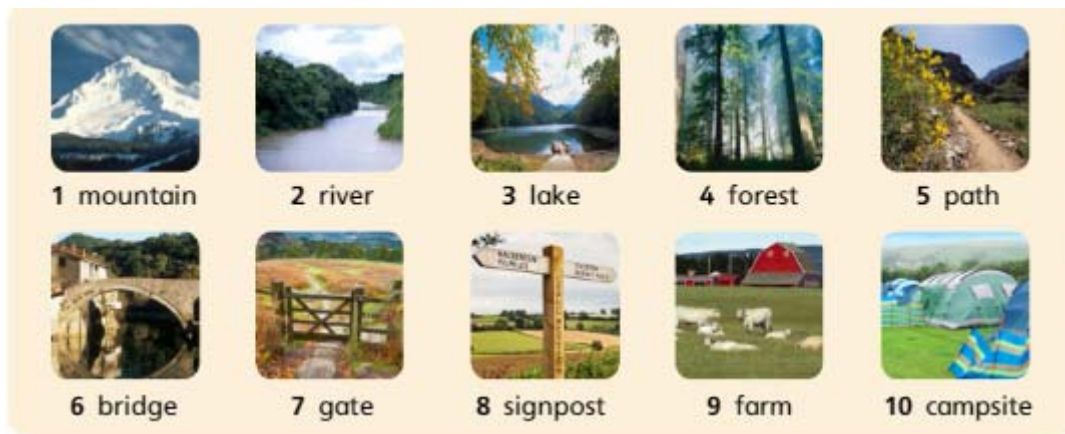 1 mountain
2 river
3 lake
4 forest
5 path
6 bridge
7 gate
8 signpost
9 farm
10 campsite